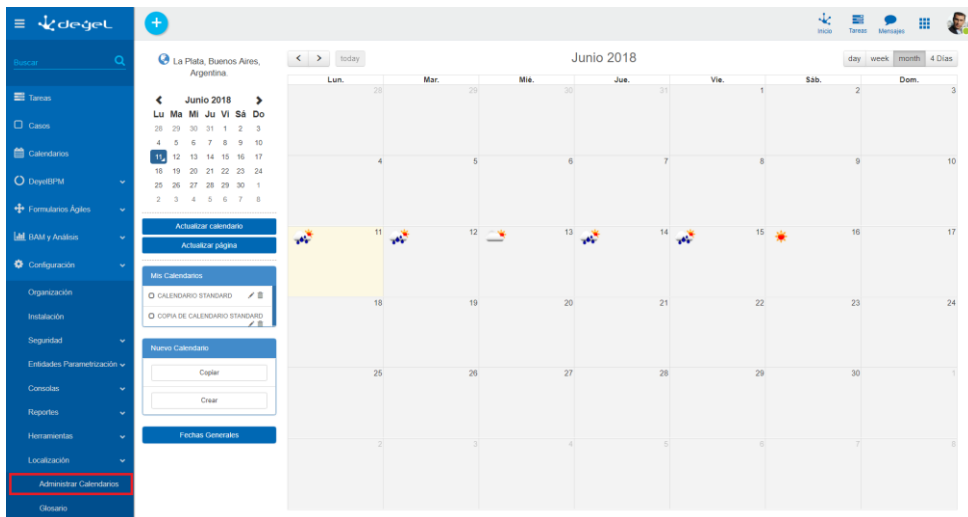 deyel
Inicio
Tareas
Mensajes
Buscar
Tareas
Casos
Calendarios
DeyelBPM
Formularios Ágiles
BAM y Análisis
Configuración
Organización
Instalación
Seguridad
Entidades Parametrización
Consolas
Reportes
Herramientas
Localización
Administrar Calendarios
Glosario
La Plata, Buenos Aires,
Argentina.
Junio 2018
Lu Ma Mi Ju Vi Sá Do
28 29 30 31 1 2 3
4 5 6 7 8 9 10
11 12 13 14 15 16 17
18 19 20 21 22 23 24
25 26 27 28 29 30 1
2 3 4 5 6 7 8
Actualizar calendario
Actualizar página
Mis Calendarios
CALENDARIO STANDARD
COPIA DE CALENDARIO STANDARD
Nuevo Calendario
Copiar
Crear
Fechas Generales
today
Junio 2018
day week month 4 Días
Lun. Mar. Mié. Jue. Vie. Sáb. Dom.
28 29 30 31 1 2 3
4 5 6 7 8 9 10
11 12 13 14 15 16 17
18 19 20 21 22 23 24
25 26 27 28 29 30 1
2 3 4 5 6 7 8